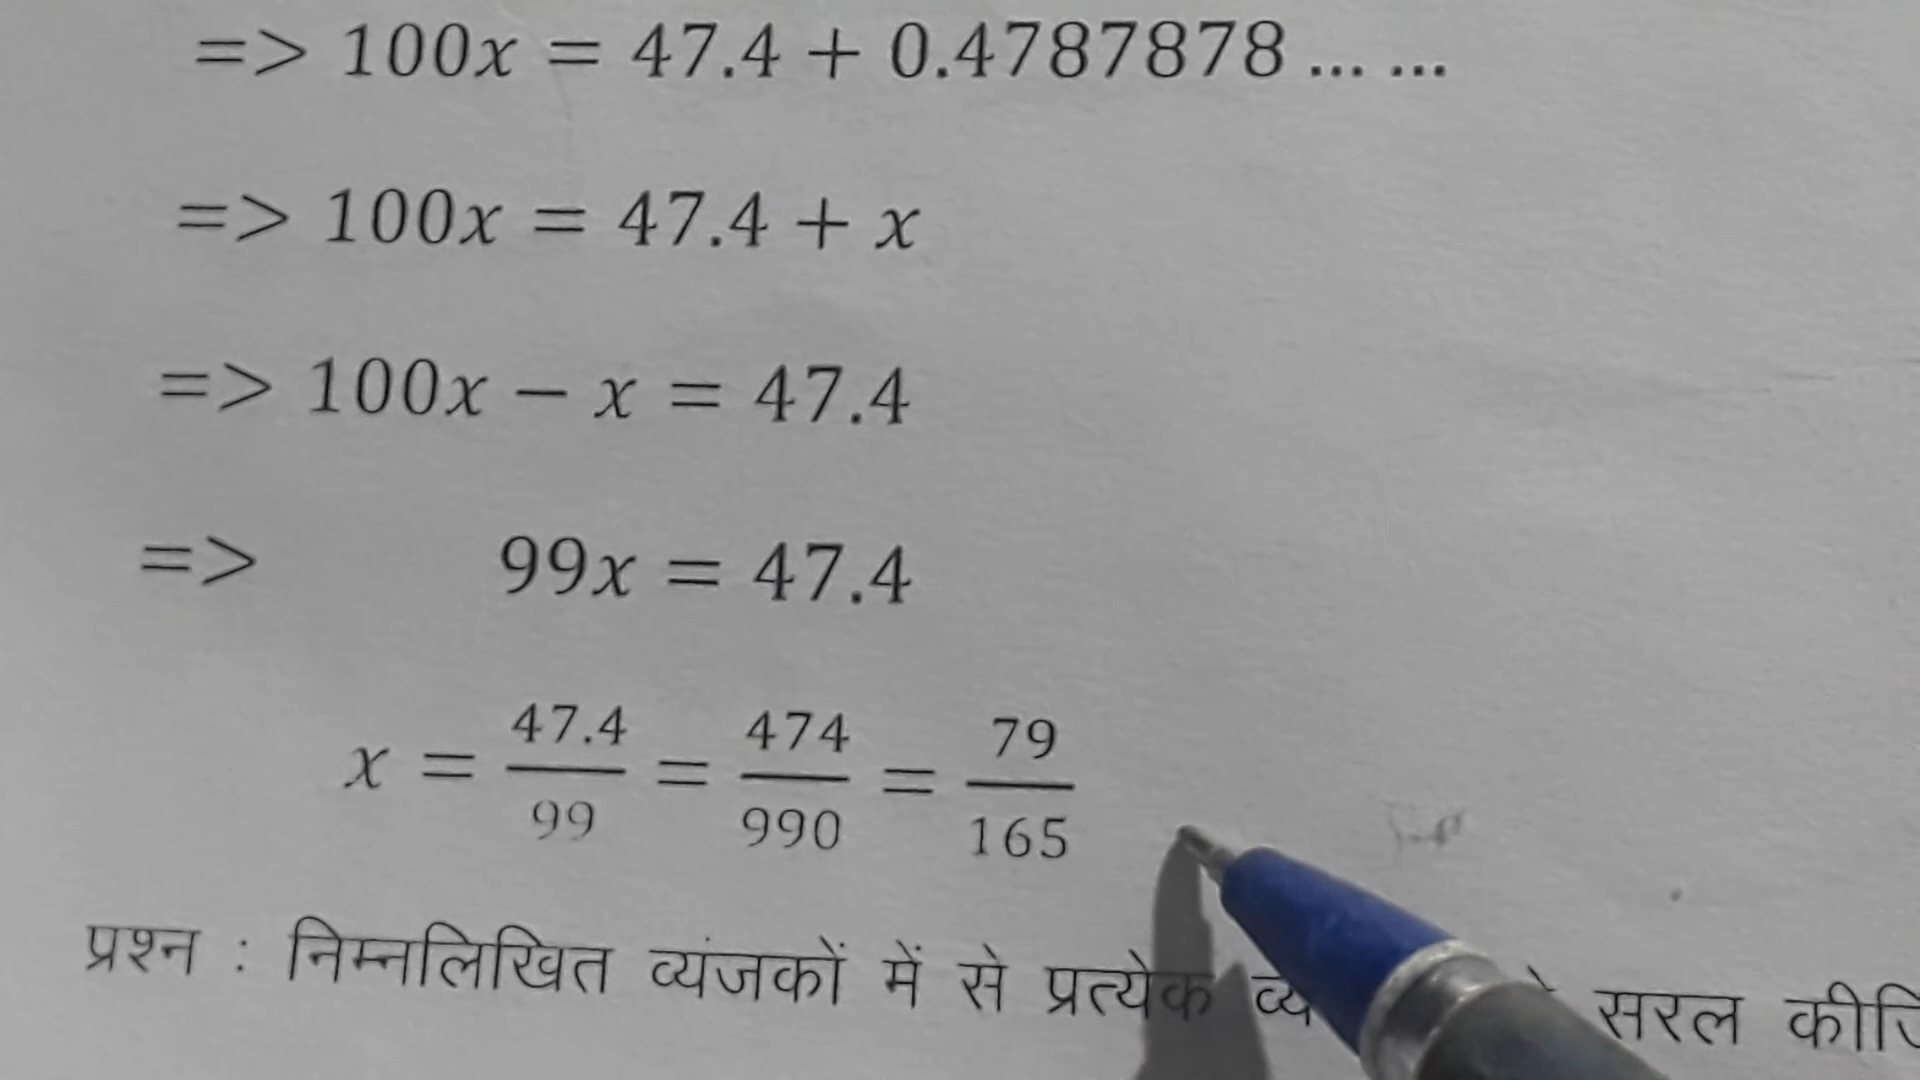 => 100x = 47.4 + 0.4787878 ... ...
=> 100x = 47.4 + x
=> 100x − x = 47.4
=> 99x = 47.4
x = 47.4/99 = 474/990 = 79/165
प्रश्न : निम्नलिखित व्यंजकों में से प्रत्येक सरल